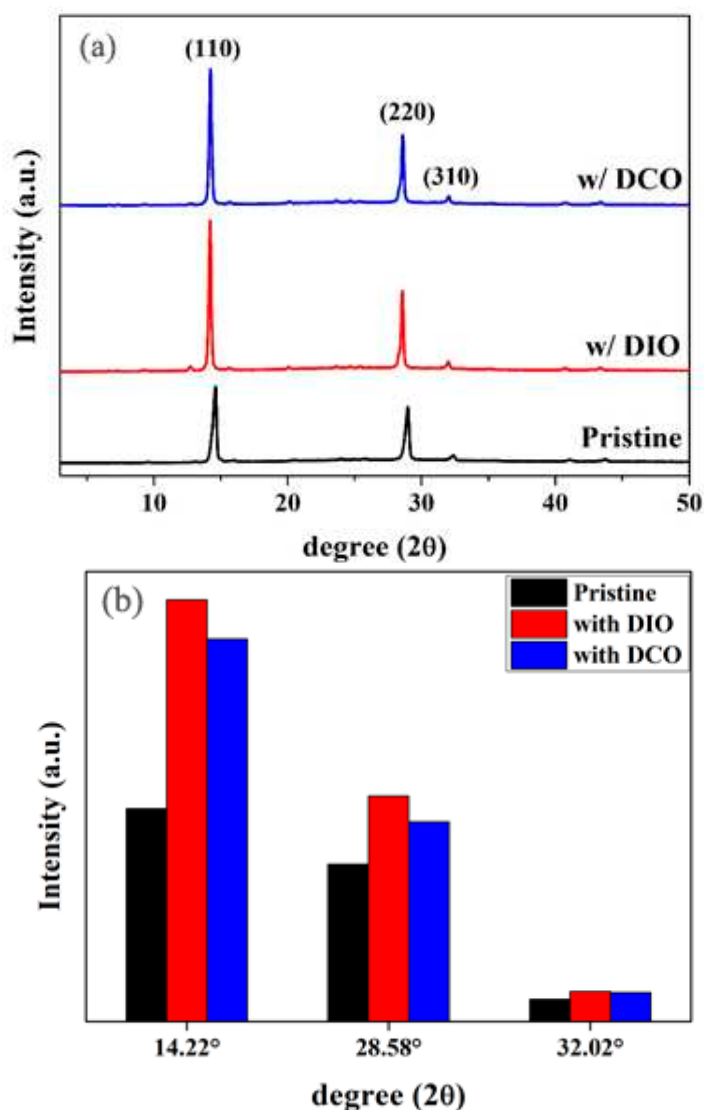 (a)
(110)
(220)
(310)
w/ DCO
w/ DIO
Pristine
Intensity (a.u.)
10 20 30 40 50
degree (2θ)
(b)
Pristine
with DIO
with DCO
Intensity (a.u.)
14.22° 28.58° 32.02°
degree (2θ)